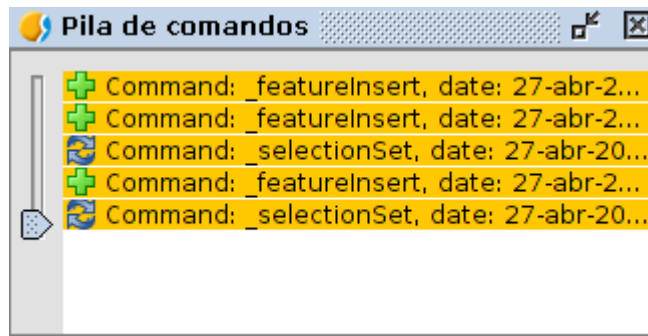 Pila de comandos
Command: _featureInsert, date: 27-abr-2...
Command: _featureInsert, date: 27-abr-2...
Command: _selectionSet, date: 27-abr-20...
Command: _featureInsert, date: 27-abr-2...
Command: _selectionSet, date: 27-abr-20...